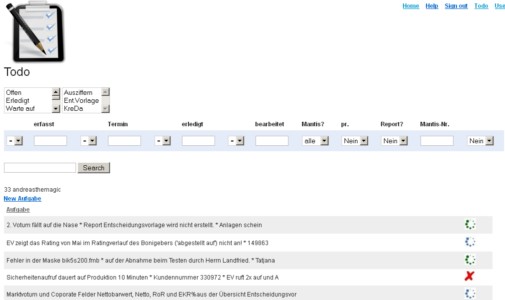 Home Help Sign out Todo User
Todo
Offen Ausziffern
Erledigt Ent.Vorlage
Warte auf KreDa
erfasst Termin erledigt bearbeitet Mantis? pr. Report? Mantis-Nr.
- - - - alle Nein Nein Nein
Search
33 andreasthemagic
New Aufgabe
Aufgabe
2. Votum fällt auf die Nase * Report Entscheidungsvorlage wird nicht erstellt. * Anlagen schein
EV zeigt das Rating von Mai im Ratingverlauf des Bonigebers ('abgestellt auf') nicht an! * 149863
Fehler in der Maske bik5s200.fmb * auf der Abnahme beim Testen durch Herrn Landfried. * Tatjana
Sicherheitenaufruf dauert auf Produktion 10 Minuten * Kundennummer 330972 * EV ruft 2x auf und A
Marktvotum und Coporate Felder Nettobarwert, Netto, RoR und EKR%aus der Übersicht Entscheidungsvor